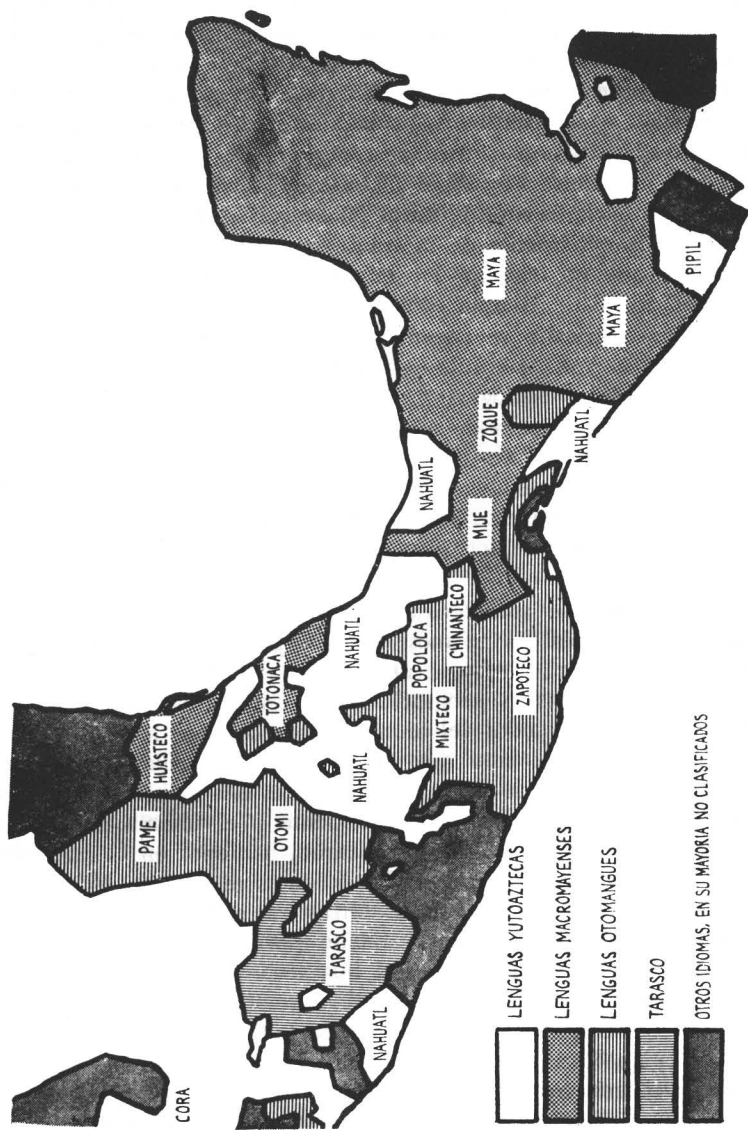 CORA
PAME
HUASTECO
OTOMI
TOTONACA
TARASCO
NAHUATL
NAHUATL
NAHUATL
POPOLOCA
MIXTECO
CHINANTECO
ZAPOTECO
NAHUATL
MIJE
ZOQUE
NAHUATL
MAYA
MAYA
PIPIL
LENGUAS YUTOAZTECAS
LENGUAS MACROMAYENSES
LENGUAS OTOMANGUES
TARASCO
OTROS IDIOMAS, EN SU MAYORIA NO CLASIFICADOS